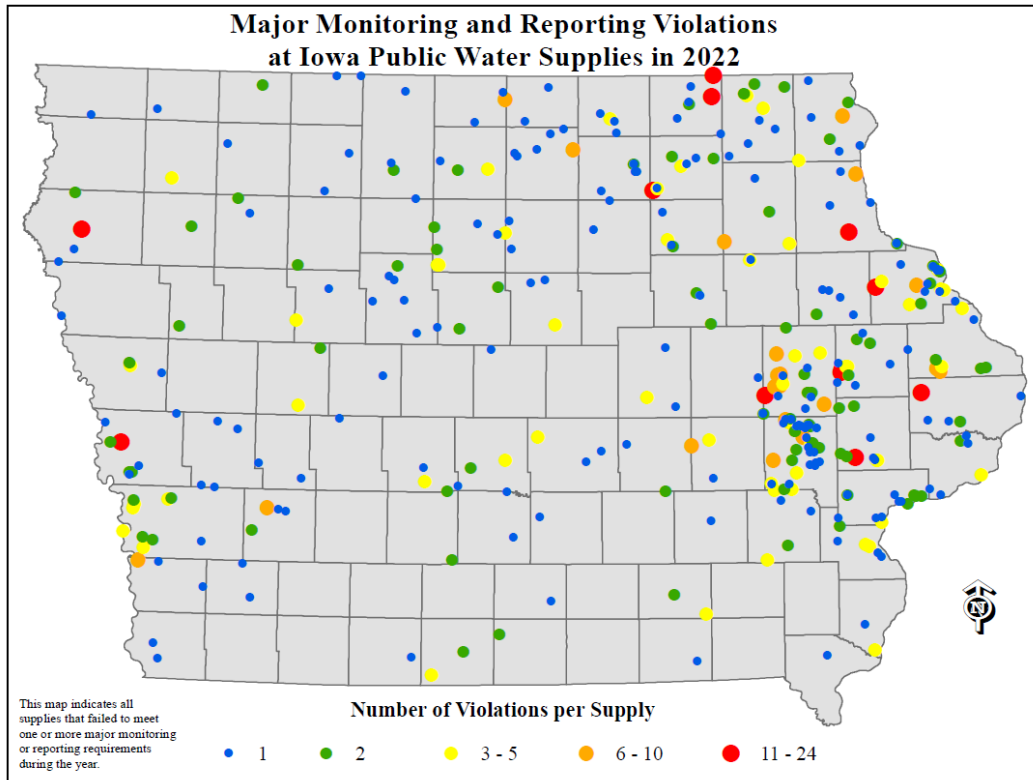 Major Monitoring and Reporting Violations
at Iowa Public Water Supplies in 2022
N
This map indicates all
supplies that failed to meet
one or more major monitoring
or reporting requirements
during the year.
Number of Violations per Supply
1 2 3 - 5 6 - 10 11 - 24